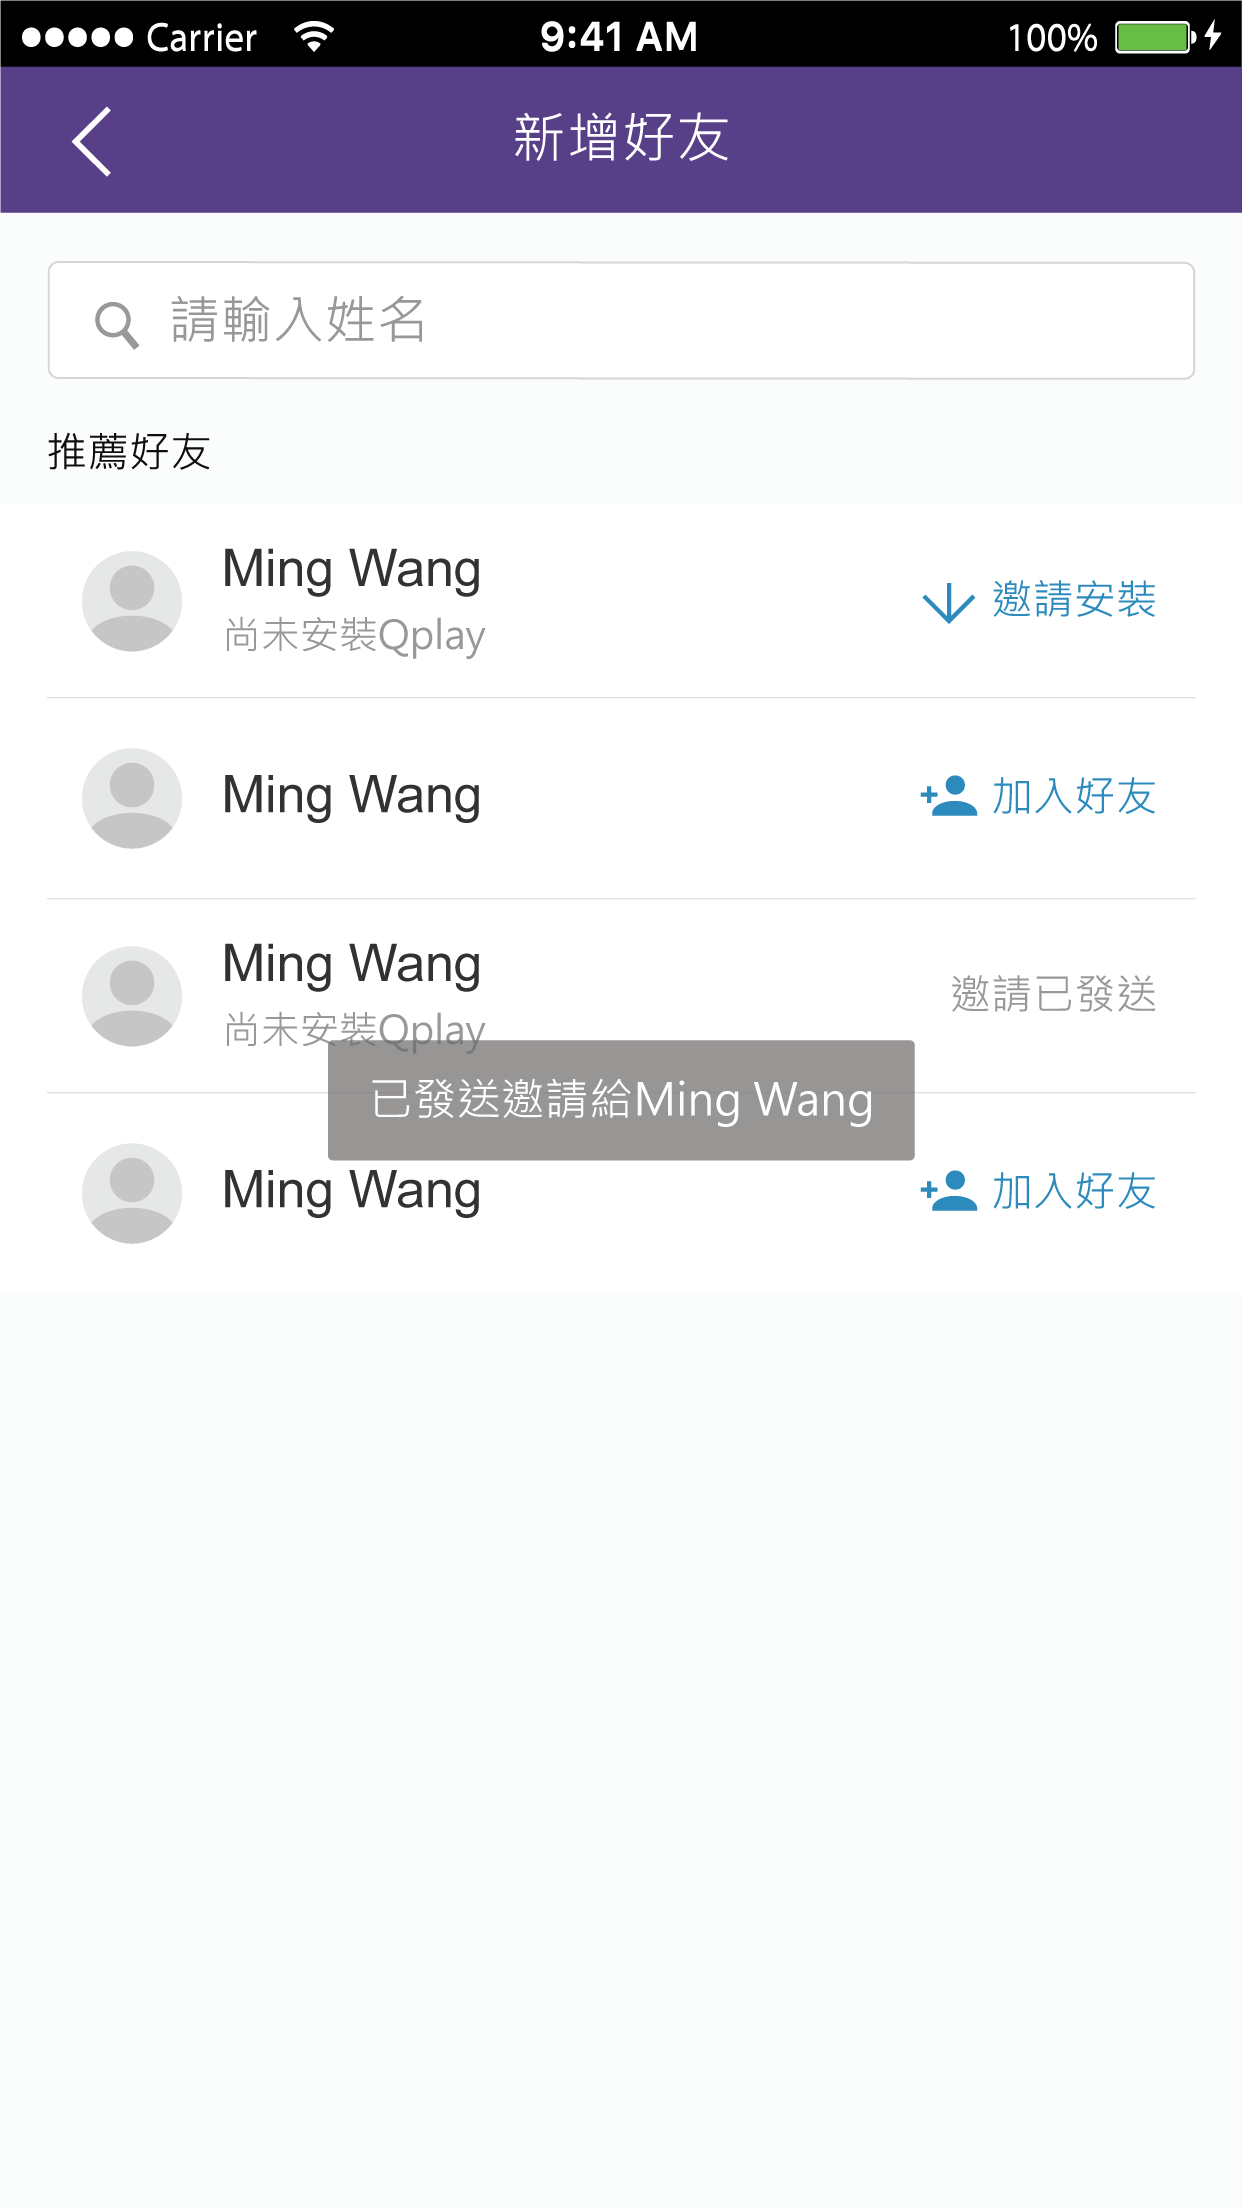 Carrier 9:41 AM 100%
新增好友
請輸入姓名
推薦好友
Ming Wang
尚未安裝Qplay
邀請安裝
Ming Wang
加入好友
Ming Wang
尚未安裝Qplay
邀請已發送
已發送邀請給Ming Wang
Ming Wang
加入好友